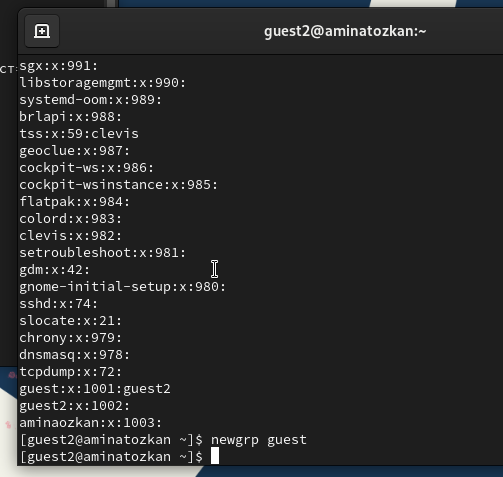 guest2@aminatozkan:~
CT
sgx:x:991:
libstoragemgmt:x:990:
systemd-oom:x:989:
brlapi:x:988:
tss:x:59:clevis
geoclue:x:987:
cockpit-ws:x:986:
cockpit-wsinstance:x:985:
flatpak:x:984:
colord:x:983:
clevis:x:982:
setroubleshoot:x:981:
gdm:x:42:
gnome-initial-setup:x:980:
sshd:x:74:
slocate:x:21:
chrony:x:979:
dnsmasq:x:978:
tcpdump:x:72:
guest:x:1001:guest2
guest2:x:1002:
aminaozkan:x:1003:
[guest2@aminatozkan ~]$ newgrp guest
[guest2@aminatozkan ~]$